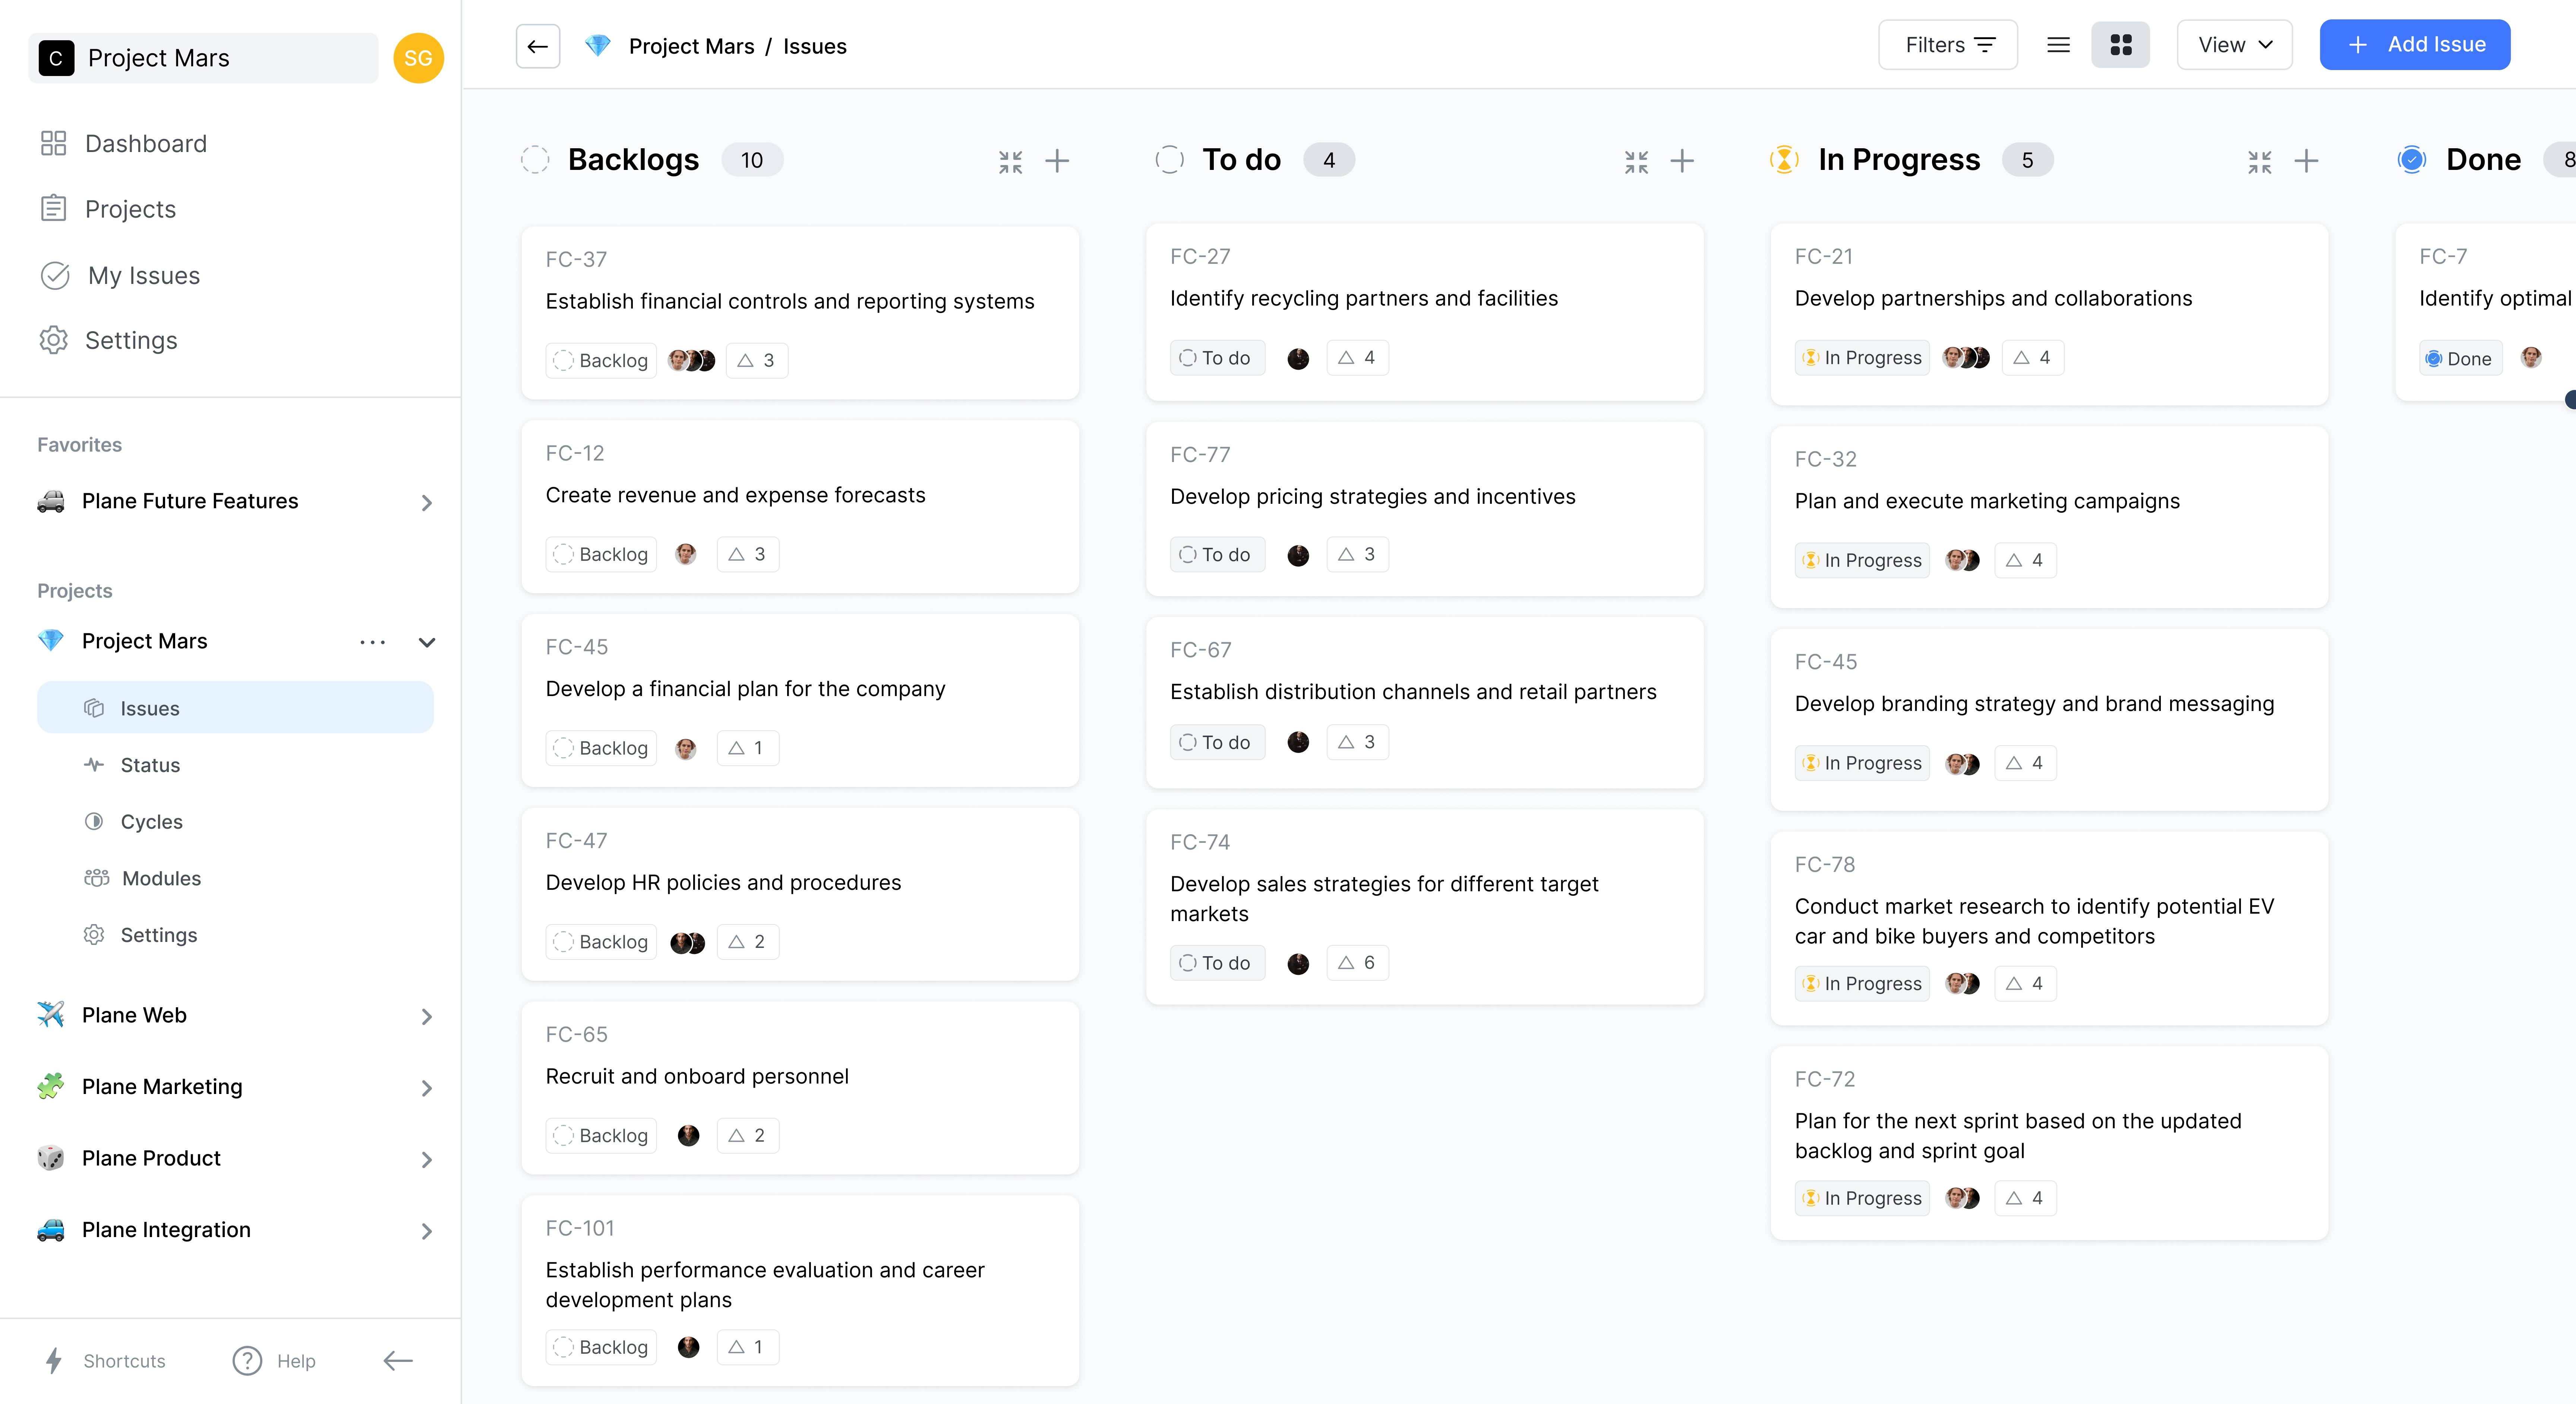 C Project Mars SG
Dashboard
Projects
My Issues
Settings
Favorites
Plane Future Features
Projects
Project Mars
Issues
Status
Cycles
Modules
Settings
Plane Web
Plane Marketing
Plane Product
Plane Integration
Shortcuts Help
Project Mars / Issues
Filters View + Add Issue
Backlogs 10
FC-37
Establish financial controls and reporting systems
Backlog 3
FC-12
Create revenue and expense forecasts
Backlog 3
FC-45
Develop a financial plan for the company
Backlog 1
FC-47
Develop HR policies and procedures
Backlog 2
FC-65
Recruit and onboard personnel
Backlog 2
FC-101
Establish performance evaluation and career
development plans
Backlog 1
To do 4
FC-27
Identify recycling partners and facilities
To do 4
FC-77
Develop pricing strategies and incentives
To do 3
FC-67
Establish distribution channels and retail partners
To do 3
FC-74
Develop sales strategies for different target
markets
To do 6
In Progress 5
FC-21
Develop partnerships and collaborations
In Progress 4
FC-32
Plan and execute marketing campaigns
In Progress 4
FC-45
Develop branding strategy and brand messaging
In Progress 4
FC-78
Conduct market research to identify potential EV
car and bike buyers and competitors
In Progress 4
FC-72
Plan for the next sprint based on the updated
backlog and sprint goal
In Progress 4
Done 8
FC-7
Identify optimal
Done